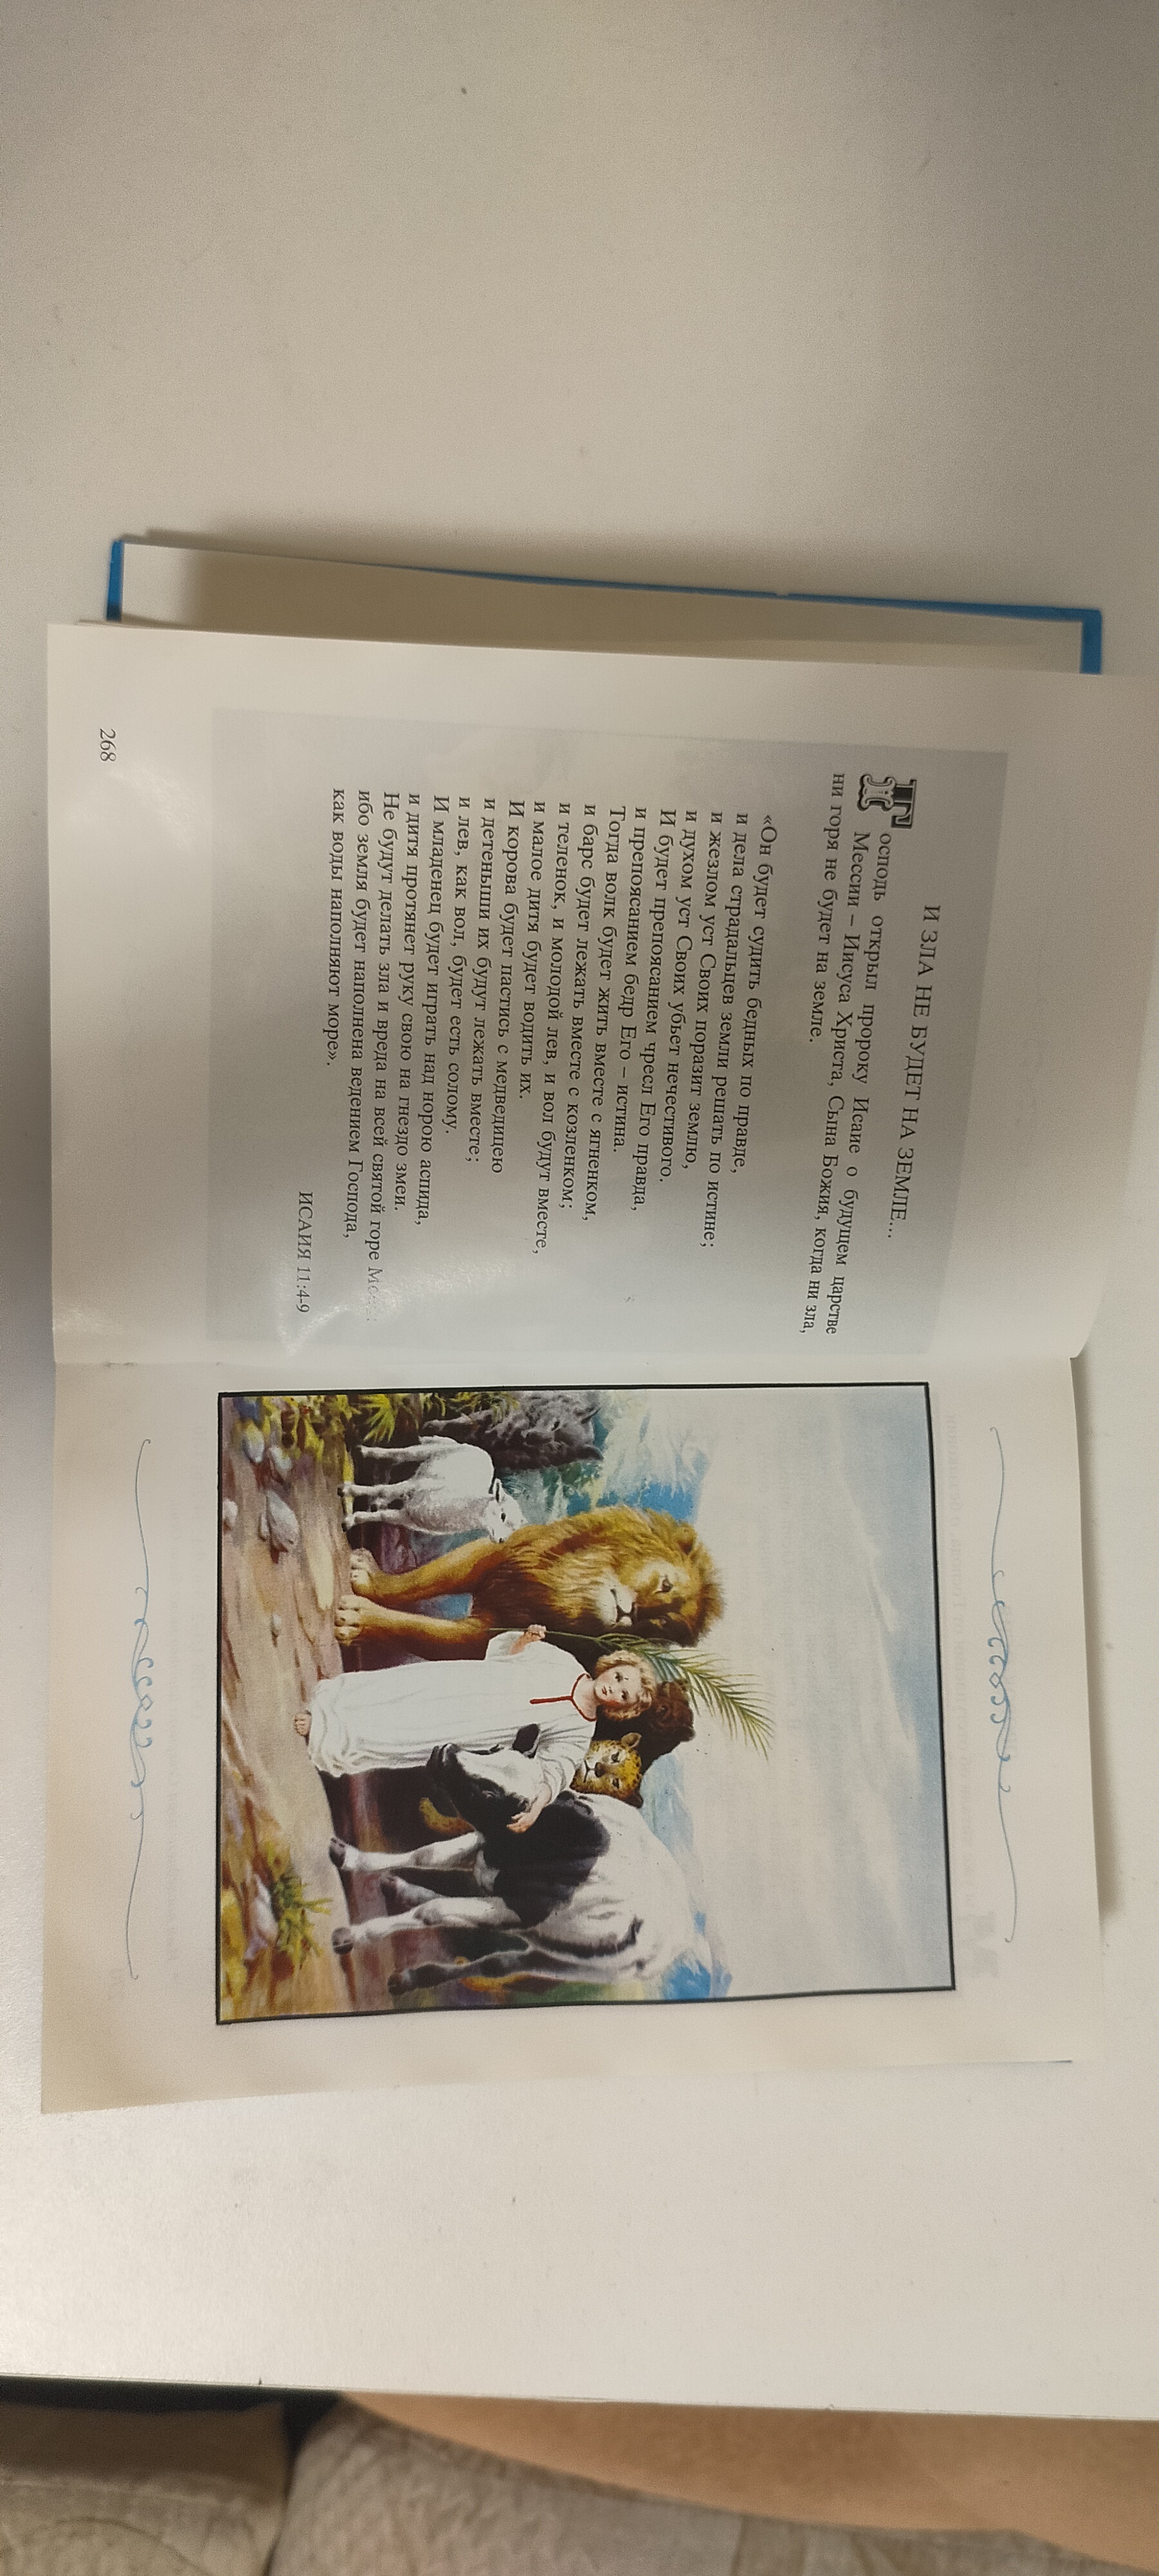 И ЗЛА НЕ БУДЕТ НА ЗЕМЛЕ...
Господь открыл пророку Исаие о будущем царстве
Мессии – Иисуса Христа, Сына Божия, когда ни зла,
ни горя не будет на земле.
«Он будет судить бедных по правде,
и дела страдальцев земли решать по истине;
и жезлом уст Своих поразит землю,
и духом уст Своих убьет нечестивого.
И будет препоясанием чресл Его правда,
и препоясанием бедр Его – истина.
Тогда волк будет жить вместе с ягненком,
и барс будет лежать вместе с козленком;
и теленок, и молодой лев, и вол будут вместе,
и малое дитя будет водить их.
И корова будет пастись с медведицею
и детеныши их будут лежать вместе;
и лев, как вол, будет есть солому.
И младенец будет играть над норою аспида,
и дитя протянет руку свою на гнездо змеи.
Не будут делать зла и вреда на всей святой горе
ибо земля будет наполнена ведением Господа,
как воды наполняют море».
ИСАИЯ 11:4-9
268